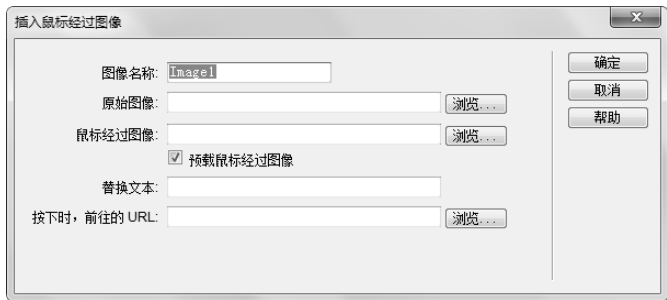 插入鼠标经过图像
图像名称: Image1
原始图像: 浏览...
鼠标经过图像: 浏览...
预载鼠标经过图像
替换文本:
按下时，前往的 URL: 浏览...
确定
取消
帮助